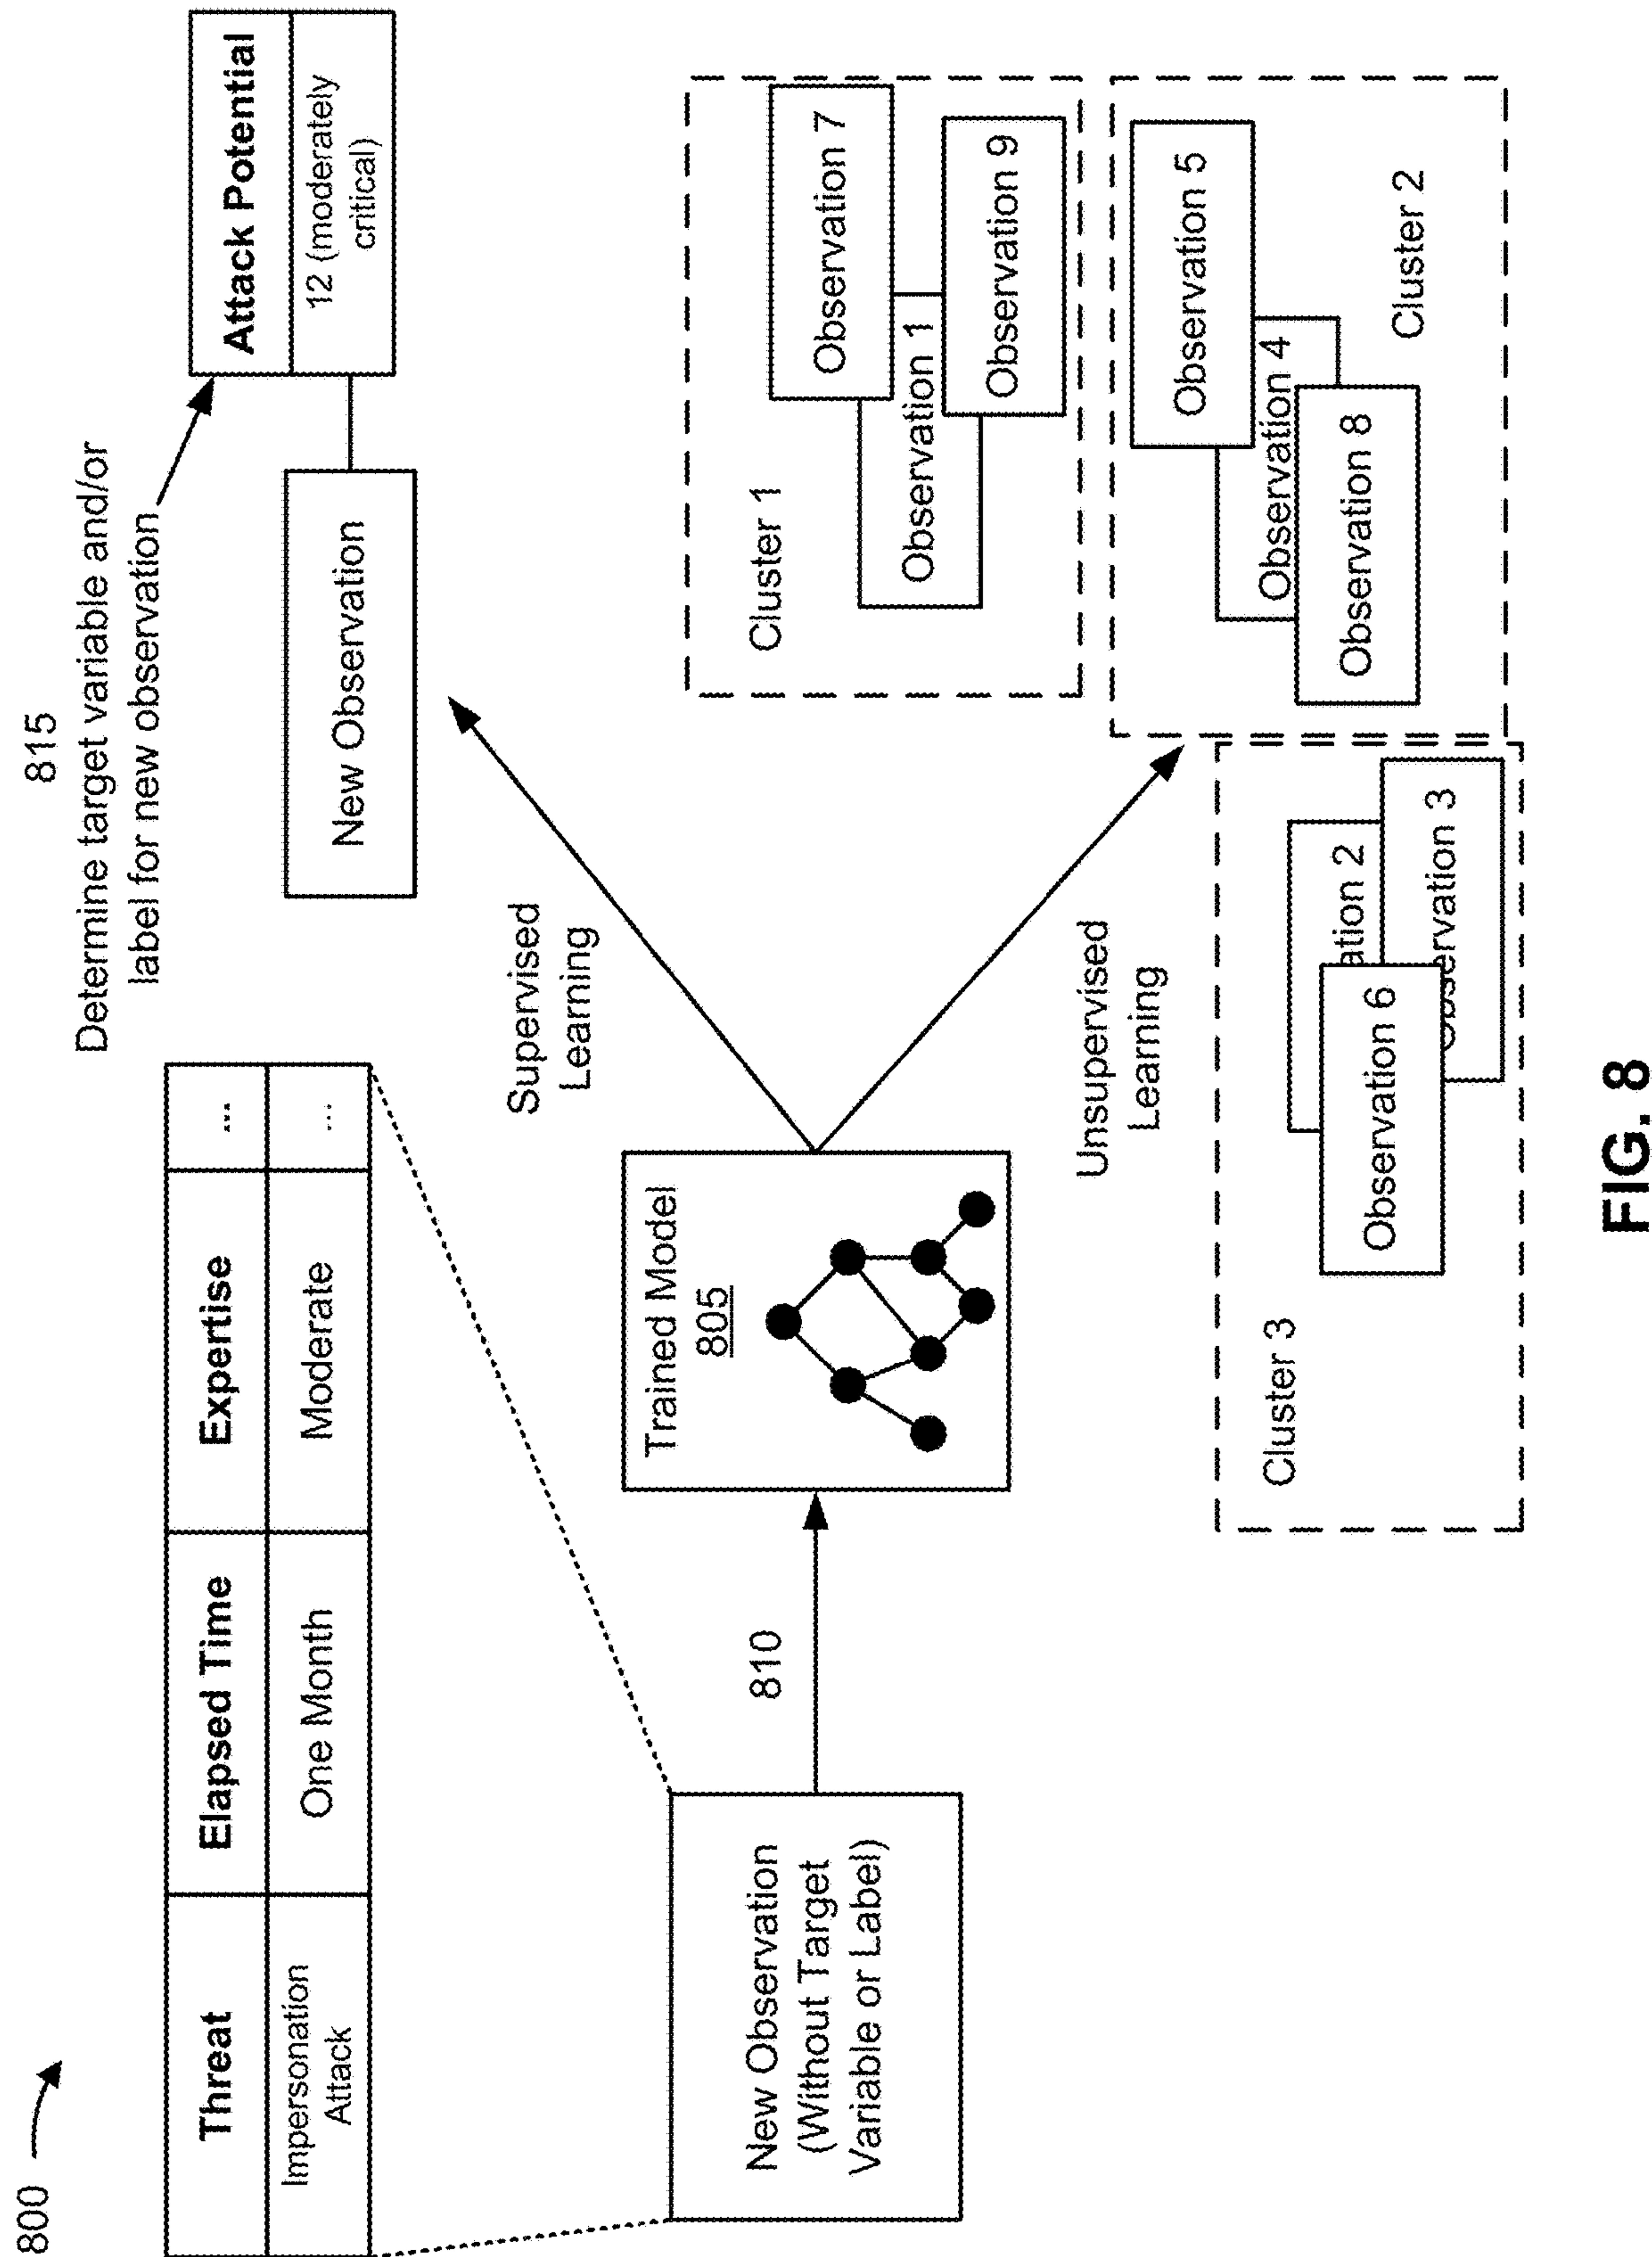 800
Threat
Elapsed Time
Expertise
...
Impersonation
Attack
One Month
Moderate
...
815
Determine target variable and/or
label for new observation
Attack Potential
12 (moderately
critical)
New Observation
New Observation
(Without Target
Variable or Label)
810
Trained Model
805
Supervised
Learning
Unsupervised
Learning
Cluster 1
Observation 7
Observation 1
Observation 9
Cluster 2
Observation 5
Observation 4
Observation 8
Cluster 3
ation 2
Observation 6
servation 3
FIG. 8